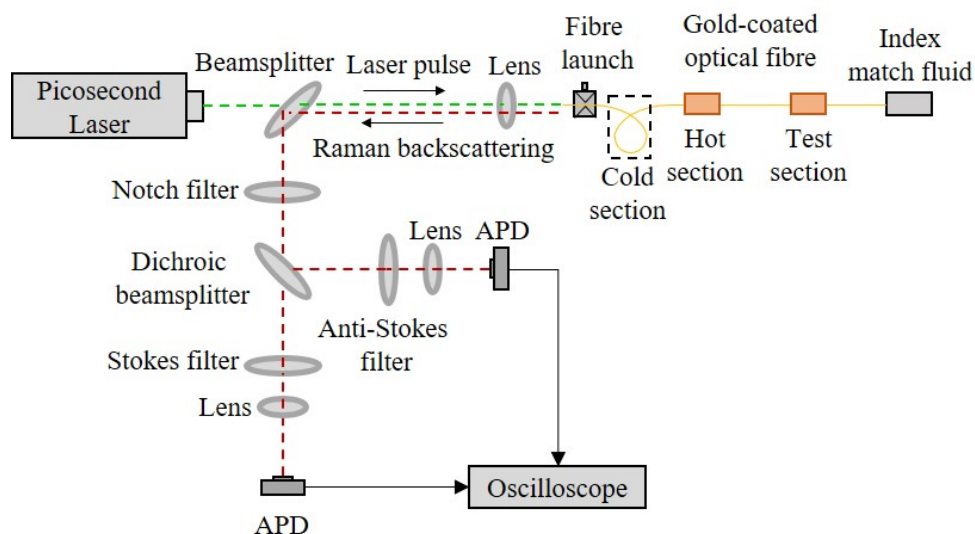 Picosecond
Laser
Beamsplitter
Laser pulse
Lens
Raman backscattering
Fibre
launch
Cold
section
Gold-coated
optical fibre
Hot
section
Test
section
Index
match fluid
Notch filter
Dichroic
beamsplitter
Lens
APD
Anti-Stokes
filter
Stokes filter
Lens
APD
Oscilloscope